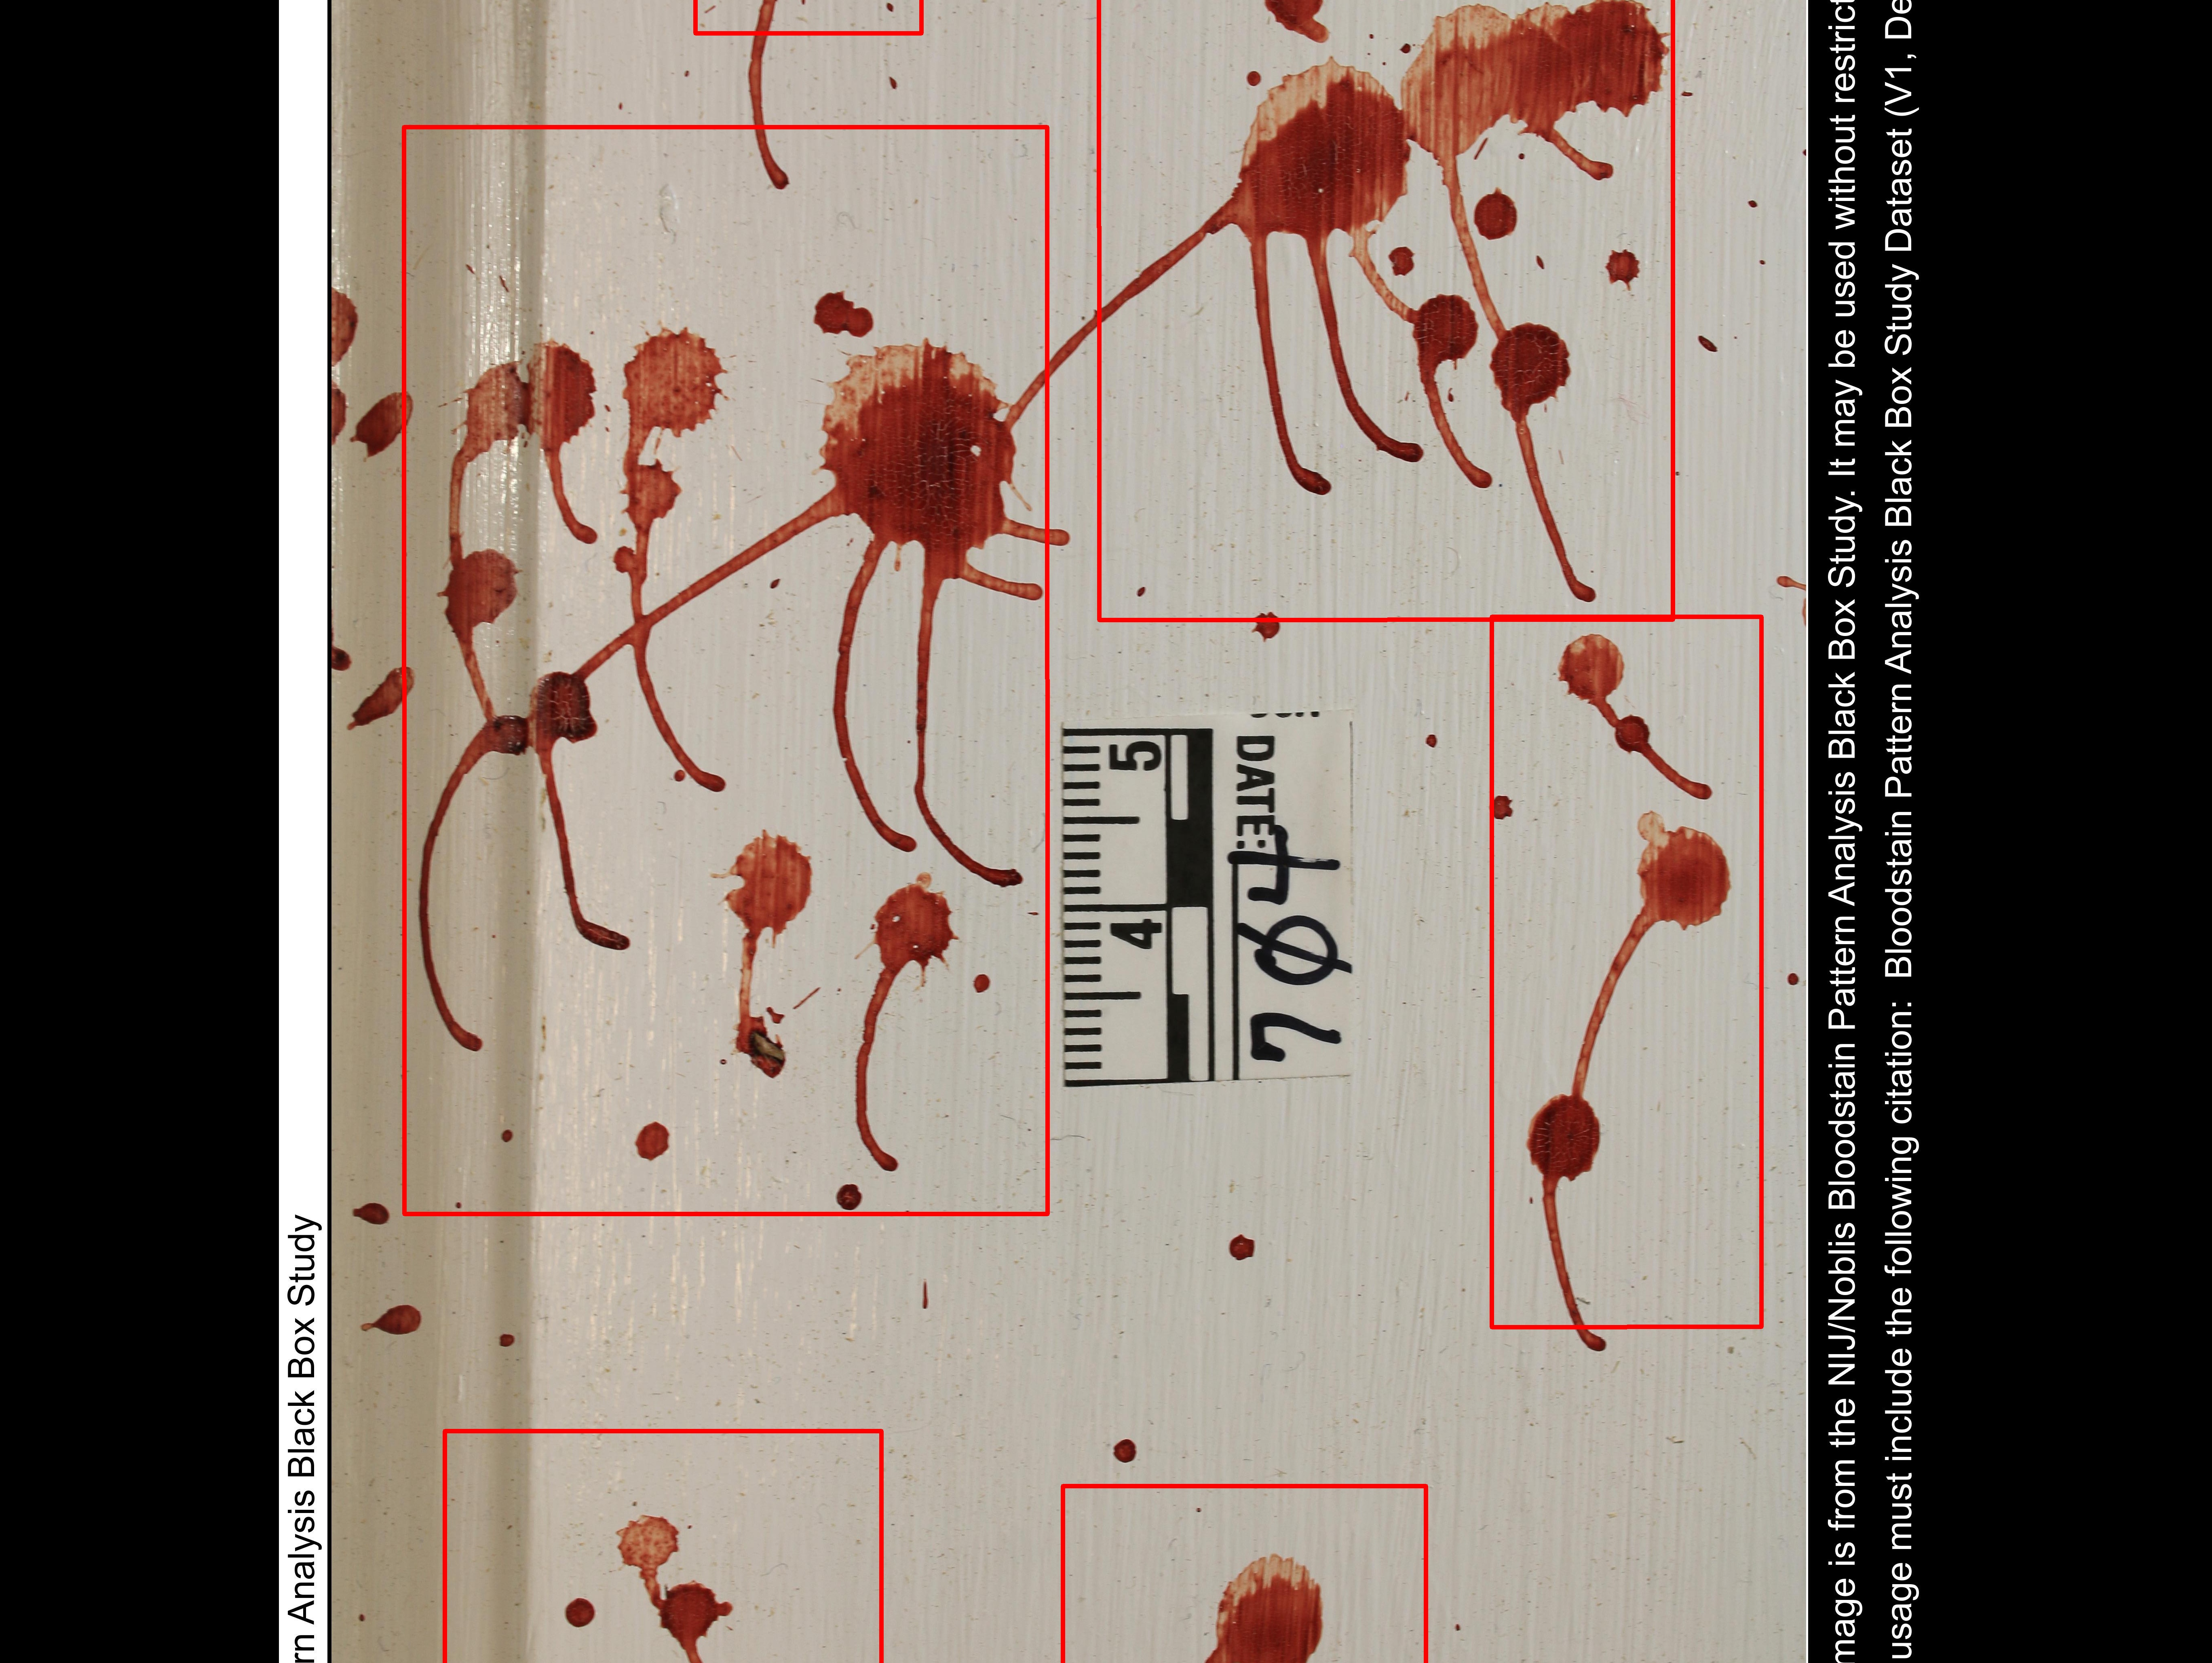 rn Analysis Black Box Study
5
4
DATE:
704
mage is from the NIJ/Noblis Bloodstain Pattern Analysis Black Box Study. It may be used without restrict
usage must include the following citation: Bloodstain Pattern Analysis Black Box Study Dataset (V1, De